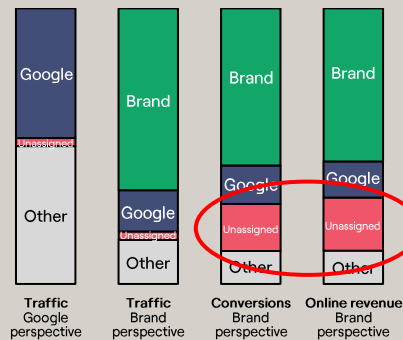 Google
Unassigned
Other
Brand
Google
Unassigned
Other
Brand
Google
Unassigned
Other
Brand
Google
Unassigned
Other
Traffic
Google
perspective
Traffic
Brand
perspective
Conversions
Brand
perspective
Online revenue
Brand
perspective